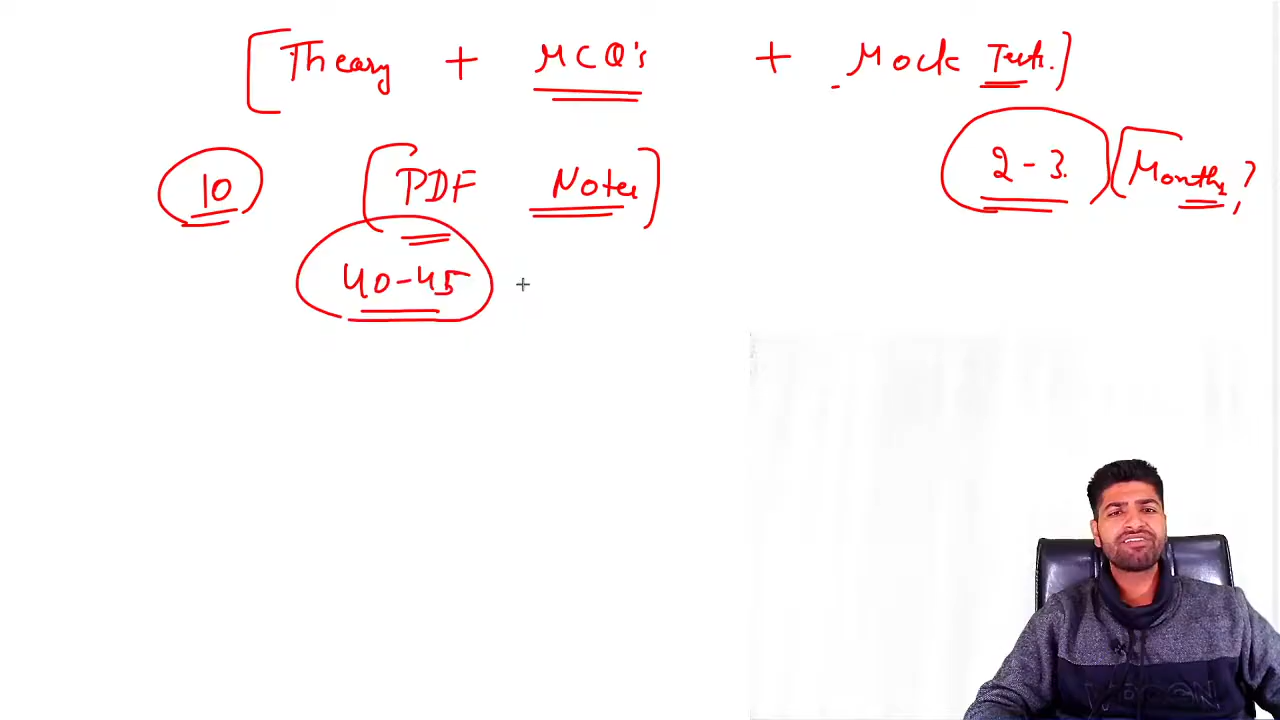 [Theory + MCQ's + Mock Test.]
10 [PDF Notes] 2-3. [Months?
40-45